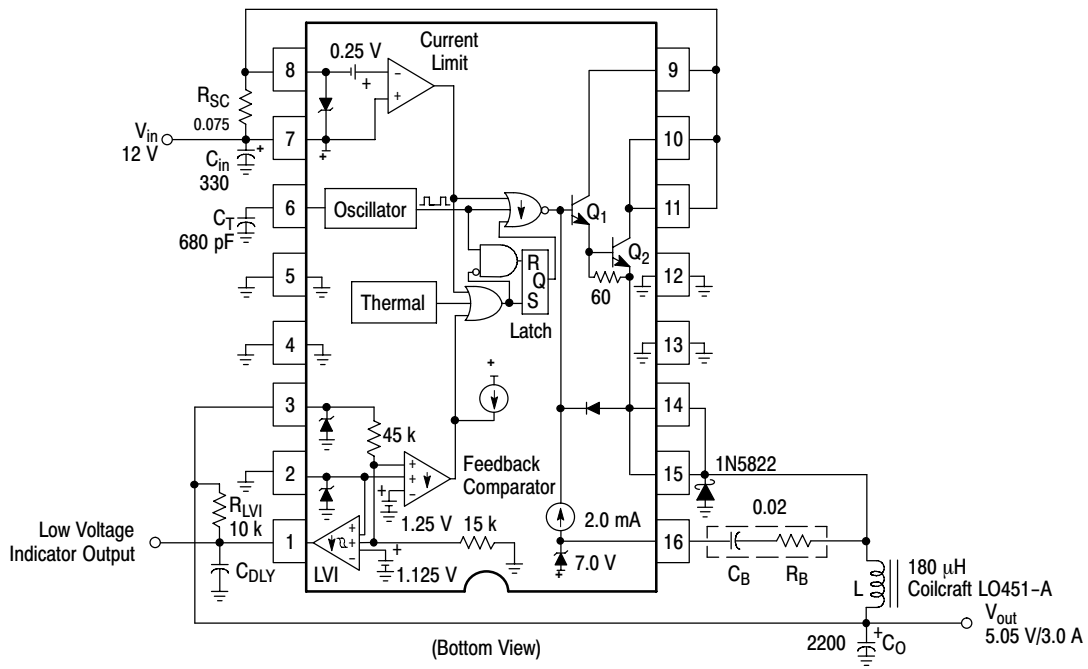 Current
Limit
0.25 V
+
−
+
8
9
R_SC
0.075
V_in
12 V
7
+
+
C_in
330
10
6
C_T
680 pF
Oscillator
Q1
11
5
R
Q
S
Q2
60
12
Thermal
Latch
4
13
+
3
14
45 k
1N5822
2
+
+
−
+
Feedback
Comparator
15
R_LVI
10 k
2.0 mA
0.02
Low Voltage
Indicator Output
1
1.25 V
15 k
16
+
+
−
+
C_DLY
LVI
1.125 V
7.0 V
+
C_B
R_B
180 μH
L
Coilcraft LO451−A
V_out
5.05 V/3.0 A
2200
+
C_O
(Bottom View)